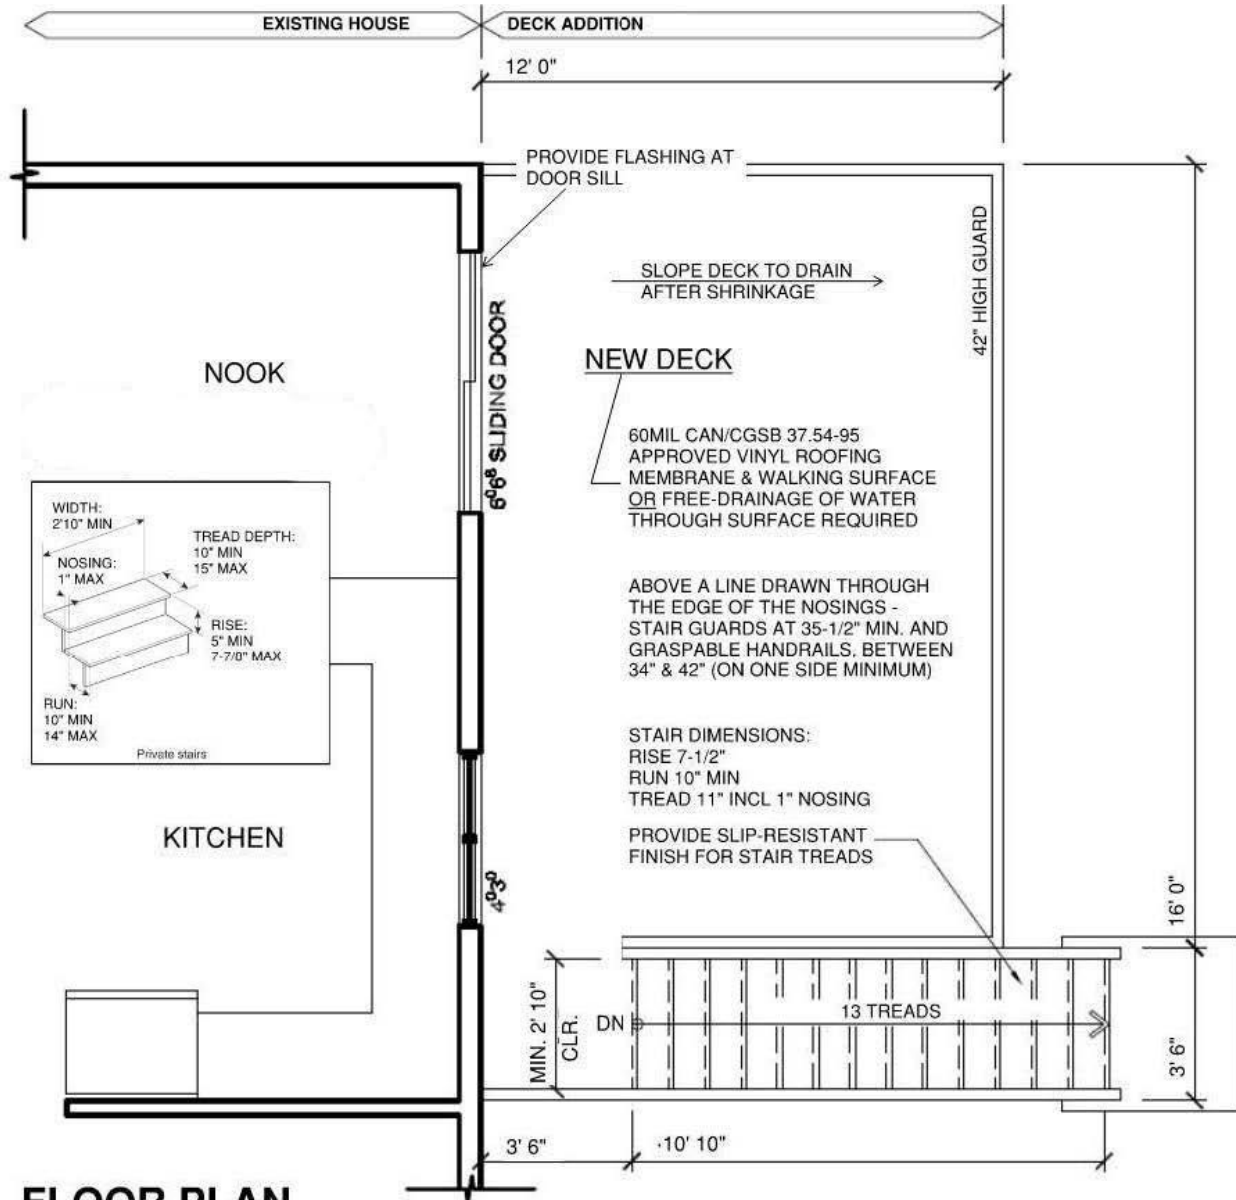 EXISTING HOUSE
DECK ADDITION
12' 0"
PROVIDE FLASHING AT
DOOR SILL
42" HIGH GUARD
SLOPE DECK TO DRAIN
AFTER SHRINKAGE
NOOK
6⁰6⁸ SLIDING DOOR
NEW DECK
60MIL CAN/CGSB 37.54-95
APPROVED VINYL ROOFING
MEMBRANE & WALKING SURFACE
OR FREE-DRAINAGE OF WATER
THROUGH SURFACE REQUIRED
WIDTH:
2'10" MIN
TREAD DEPTH:
10" MIN
15" MAX
NOSING:
1" MAX
RISE:
5" MIN
7-7/8" MAX
RUN:
10" MIN
14" MAX
Private stairs
ABOVE A LINE DRAWN THROUGH
THE EDGE OF THE NOSINGS -
STAIR GUARDS AT 35-1/2" MIN. AND
GRASPABLE HANDRAILS, BETWEEN
34" & 42" (ON ONE SIDE MINIMUM)
STAIR DIMENSIONS:
RISE 7-1/2"
RUN 10" MIN
TREAD 11" INCL 1" NOSING
KITCHEN
PROVIDE SLIP-RESISTANT
FINISH FOR STAIR TREADS
4⁰3⁰
16' 0"
MIN. 2' 10"
CLR.
DN
13 TREADS
3' 6"
3' 6"
10' 10"
FLOOR PLAN